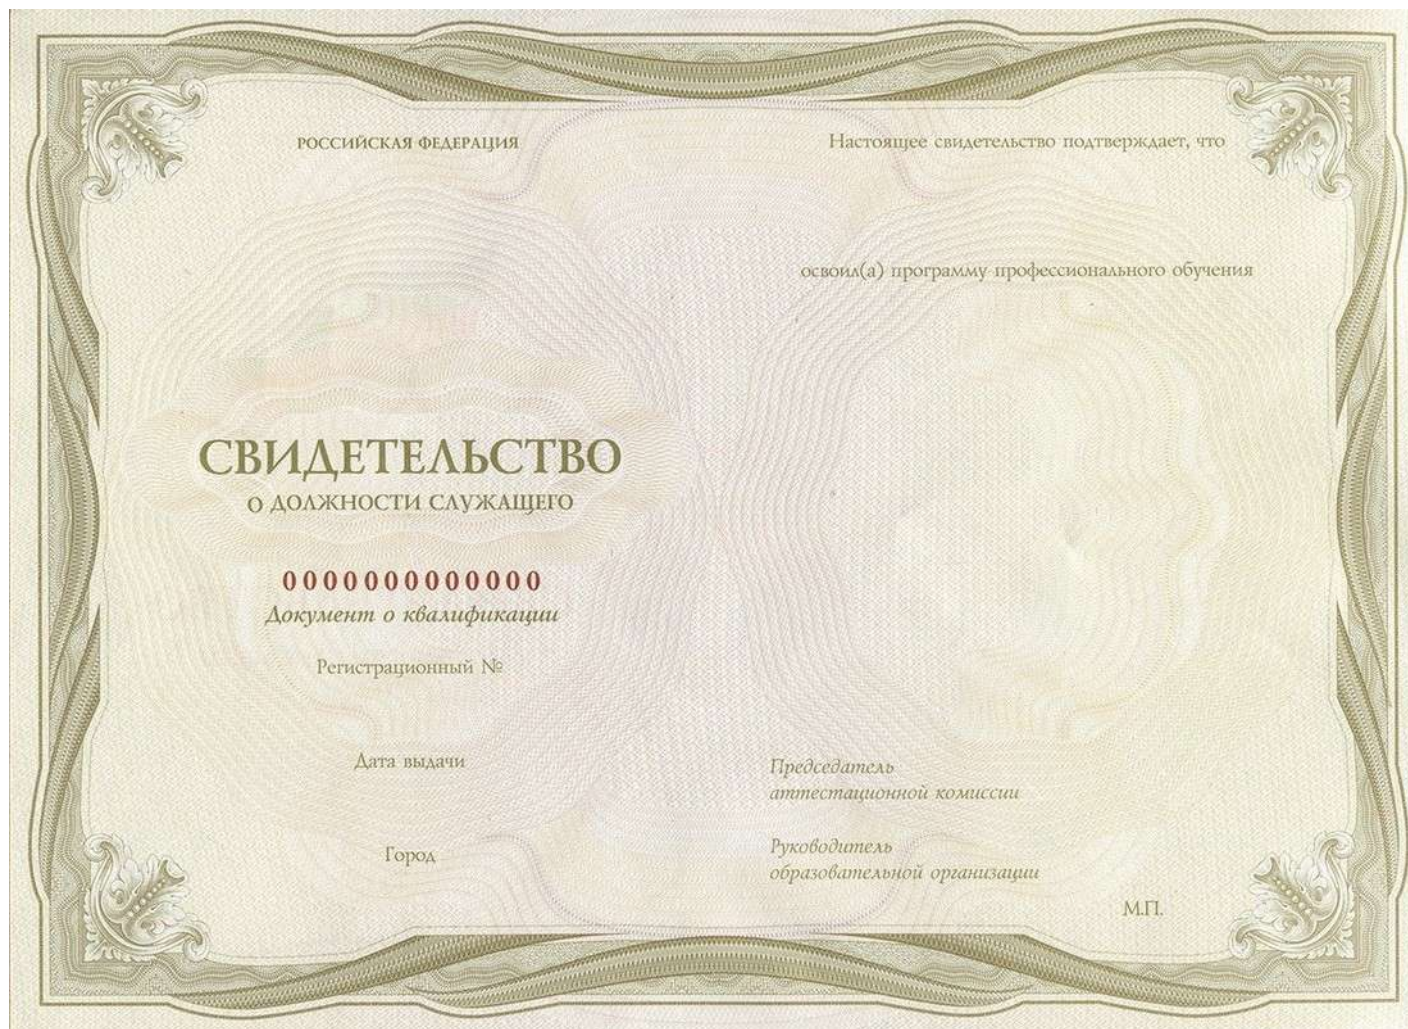 РОССИЙСКАЯ ФЕДЕРАЦИЯ
СВИДЕТЕЛЬСТВО
О ДОЛЖНОСТИ СЛУЖАЩЕГО
0000000000000
Документ о квалификации
Регистрационный №
Дата выдачи
Город
Настоящее свидетельство подтверждает, что
освоил(а) программу профессионального обучения
Председатель
аттестационной комиссии
Руководитель
образовательной организации
М.П.